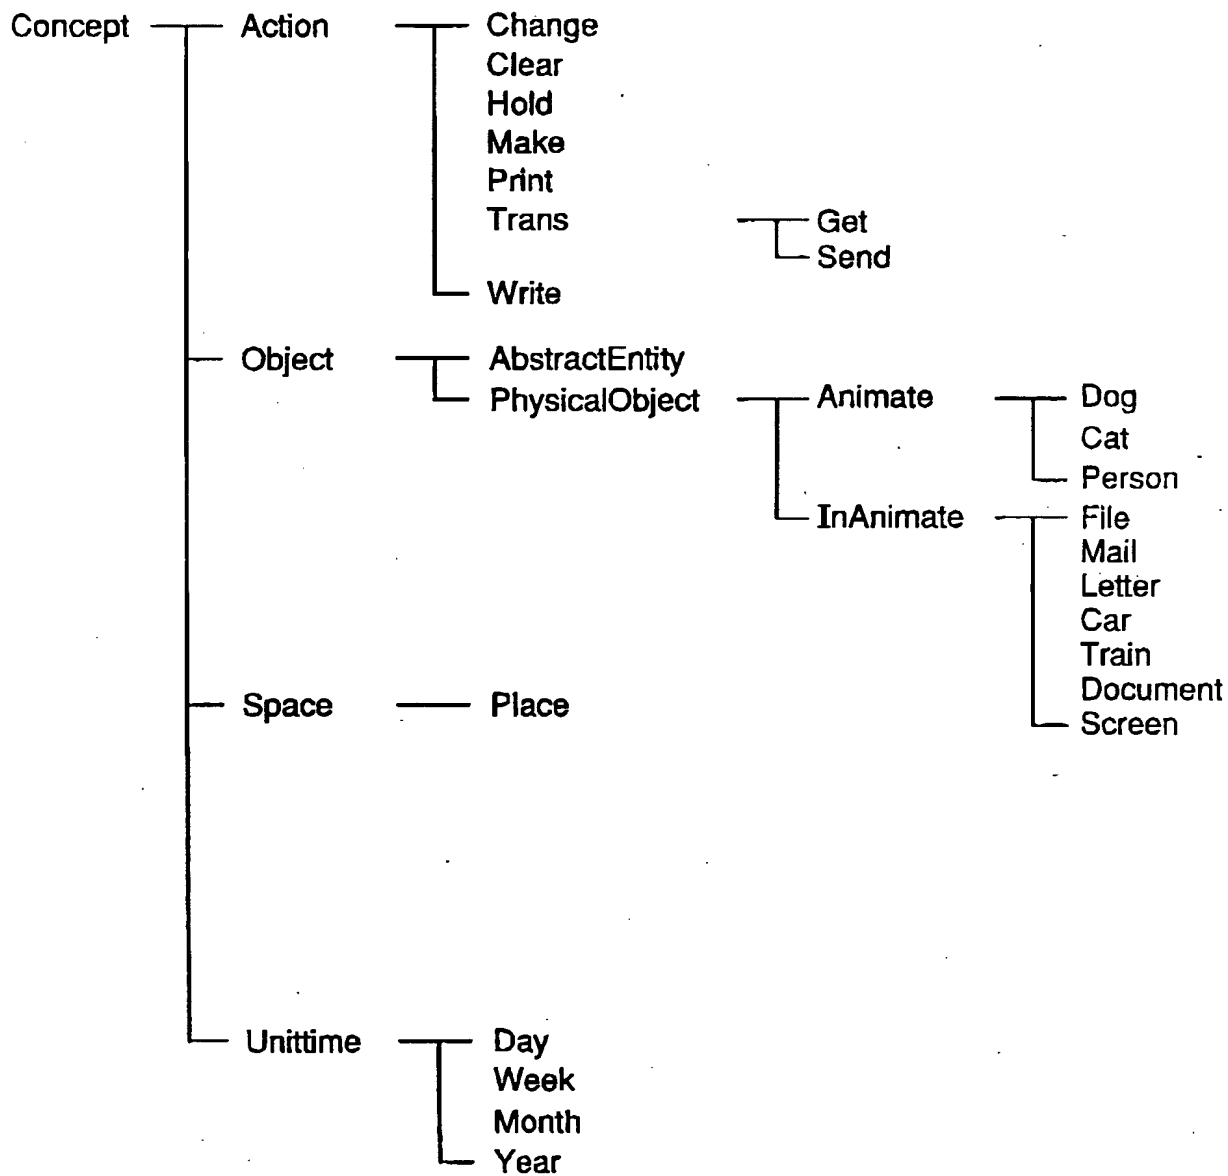 Concept Action Change
Clear
Hold
Make
Print
Trans Get
Send
Write
Object AbstractEntity
PhysicalObject Animate Dog
Cat
Person
InAnimate File
Mail
Letter
Car
Train
Document
Space Place
Screen
Unittime Day
Week
Month
Year